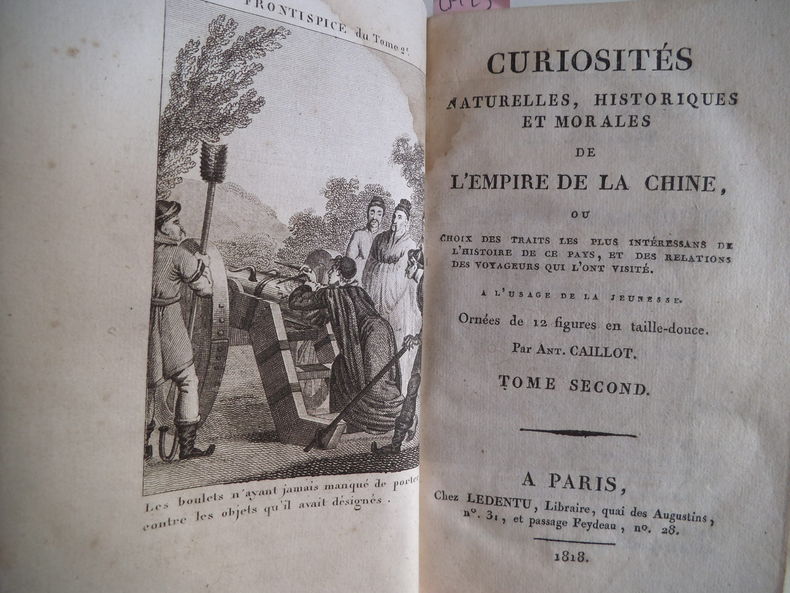 FRONTISPICE du Tome 2e.
Les boulets n'ayant jamais manqué de porter
contre les objets qu'il avait désignés.
CURIOSITÉS
NATURELLES, HISTORIQUES
ET MORALES
DE
L'EMPIRE DE LA CHINE,
OU
CHOIX DES TRAITS LES PLUS INTÉRESSANS DE
L'HISTOIRE DE CE PAYS, ET DES RELATIONS
DES VOYAGEURS QUI L'ONT VISITÉ.
A L'USAGE DE LA JEUNESSE.
Ornées de 12 figures en taille-douce.
Par ANT. CAILLOT.
TOME SECOND.
A PARIS,
Chez LEDENTU, Libraire, quai des Augustins,
nº. 31, et passage Feydeau, nº. 28.
1818.